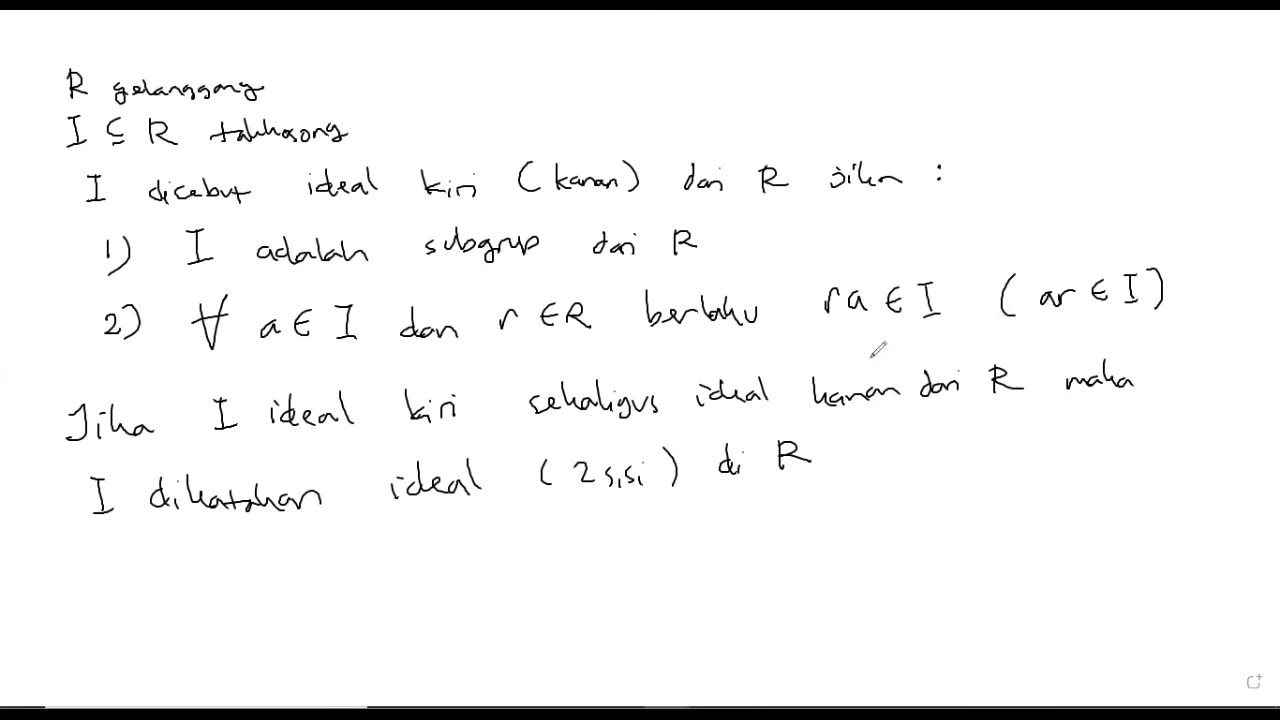 R gelanggang
I ⊆ R takkosong
I disebut ideal kiri (kanan) dari R jika :
1) I adalah subgrup dari R
2) ∀ a ∈ I dan r ∈ R berlaku ra ∈ I (ar ∈ I)
Jika I ideal kiri sekaligus ideal kanan dari R maka
I dikatakan ideal (2 sisi) di R